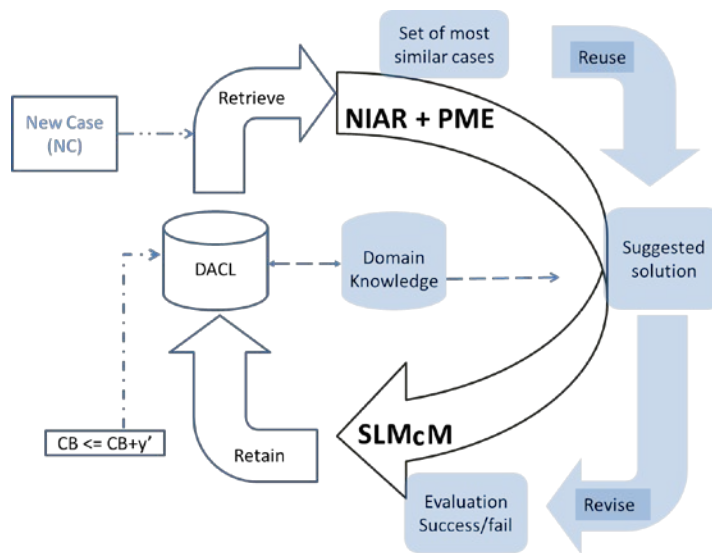 Set of most
similar cases
Reuse
Retrieve
New Case
(NC)
NIAR + PME
DACL
Domain
Knowledge
Suggested
solution
CB <= CB+y’
Retain
SLMcM
Evaluation
Success/fail
Revise